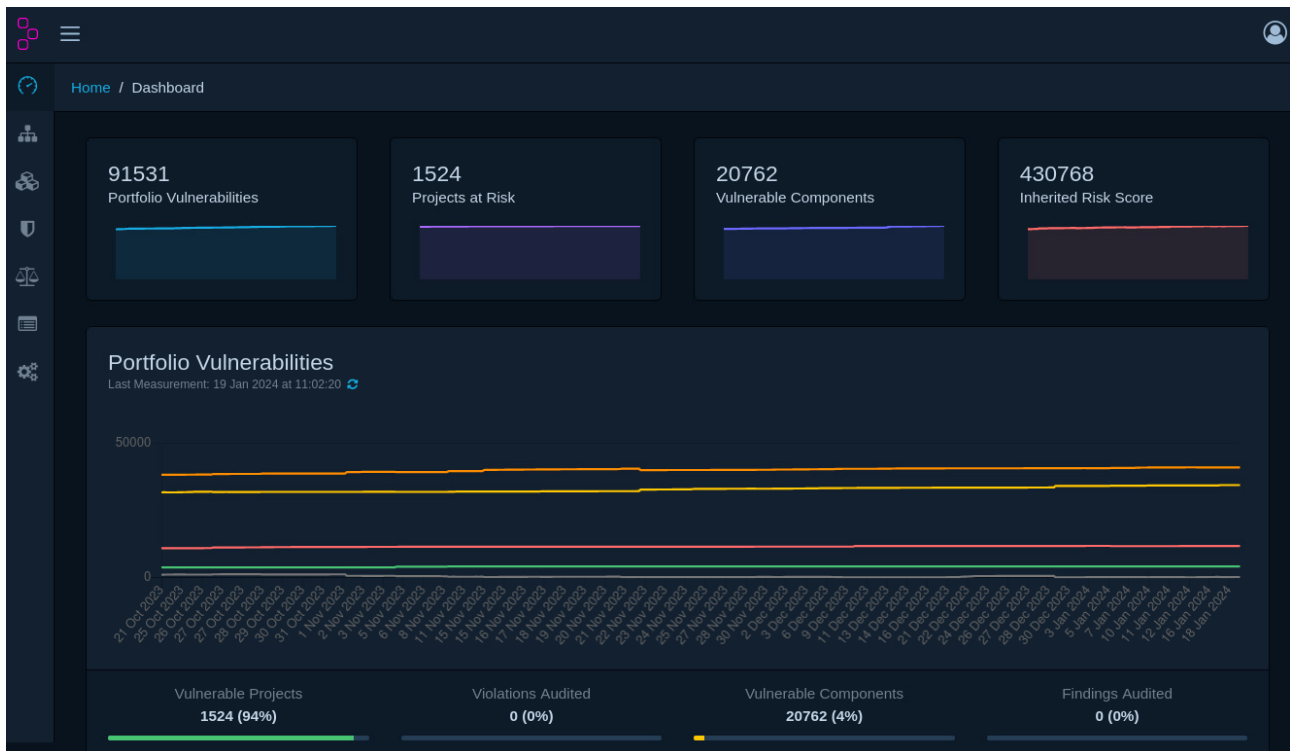 Home / Dashboard
91531
Portfolio Vulnerabilities
1524
Projects at Risk
20762
Vulnerable Components
430768
Inherited Risk Score
Portfolio Vulnerabilities
Last Measurement: 19 Jan 2024 at 11:02:20
50000
0
21 Oct 2023
25 Oct 2023
26 Oct 2023
27 Oct 2023
28 Oct 2023
29 Oct 2023
30 Oct 2023
31 Oct 2023
1 Nov 2023
2 Nov 2023
3 Nov 2023
5 Nov 2023
6 Nov 2023
8 Nov 2023
11 Nov 2023
15 Nov 2023
16 Nov 2023
17 Nov 2023
18 Nov 2023
19 Nov 2023
20 Nov 2023
21 Nov 2023
22 Nov 2023
23 Nov 2023
24 Nov 2023
25 Nov 2023
27 Nov 2023
28 Nov 2023
30 Nov 2023
2 Dec 2023
3 Dec 2023
6 Dec 2023
9 Dec 2023
11 Dec 2023
13 Dec 2023
14 Dec 2023
16 Dec 2023
21 Dec 2023
22 Dec 2023
24 Dec 2023
26 Dec 2023
27 Dec 2023
28 Dec 2023
30 Dec 2023
3 Jan 2024
5 Jan 2024
7 Jan 2024
10 Jan 2024
11 Jan 2024
12 Jan 2024
16 Jan 2024
18 Jan 2024
Vulnerable Projects
1524 (94%)
Violations Audited
0 (0%)
Vulnerable Components
20762 (4%)
Findings Audited
0 (0%)